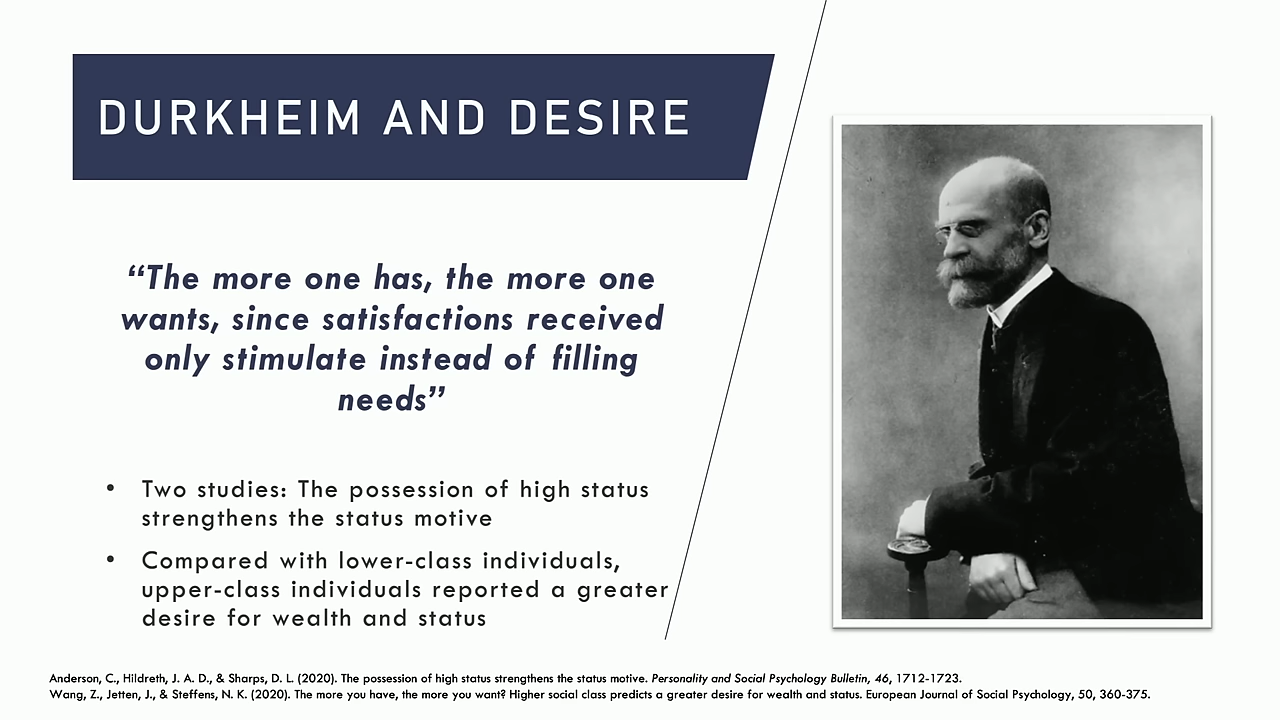 DURKHEIM AND DESIRE
“The more one has, the more one
wants, since satisfactions received
only stimulate instead of filling
needs”
• Two studies: The possession of high status
strengthens the status motive
• Compared with lower-class individuals,
upper-class individuals reported a greater
desire for wealth and status
Anderson, C., Hildreth, J. A. D., & Sharps, D. L. (2020). The possession of high status strengthens the status motive. Personality and Social Psychology Bulletin, 46, 1712-1723.
Wang, Z., Jetten, J., & Steffens, N. K. (2020). The more you have, the more you want? Higher social class predicts a greater desire for wealth and status. European Journal of Social Psychology, 50, 360-375.